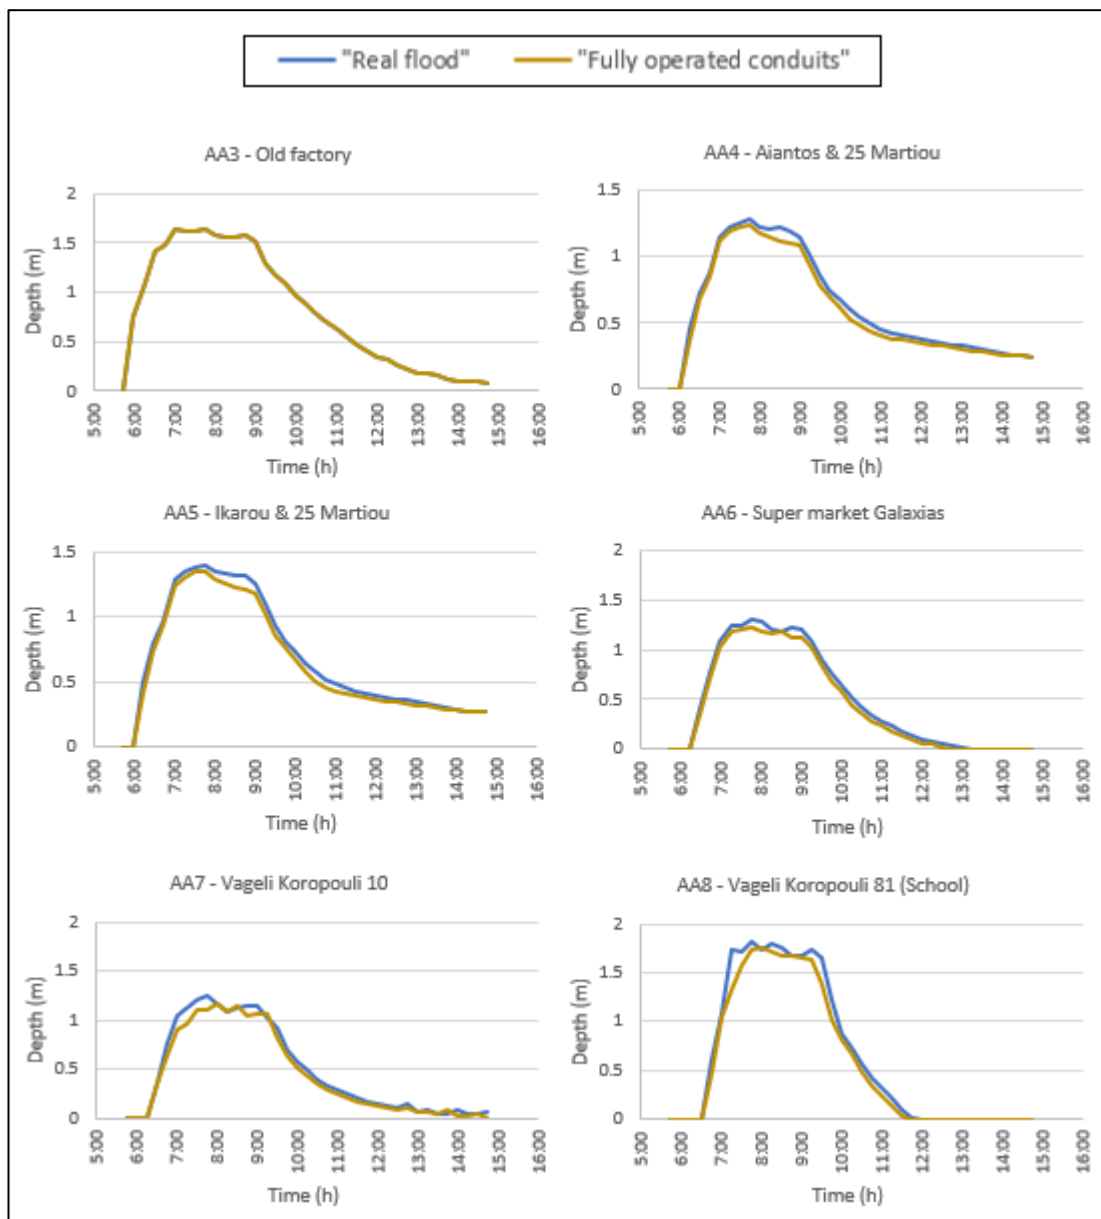 "Real flood" "Fully operated conduits"
AA3 - Old factory
2
1.5
1
0.5
0
Depth (m)
5:00 6:00 7:00 8:00 9:00 10:00 11:00 12:00 13:00 14:00 15:00 16:00
Time (h)
AA4 - Aiantos & 25 Martiou
1.5
1
0.5
0
Depth (m)
5:00 6:00 7:00 8:00 9:00 10:00 11:00 12:00 13:00 14:00 15:00 16:00
Time (h)
AA5 - Ikarou & 25 Martiou
1.5
1
0.5
0
Depth (m)
5:00 6:00 7:00 8:00 9:00 10:00 11:00 12:00 13:00 14:00 15:00 16:00
Time (h)
AA6 - Super market Galaxias
2
1.5
1
0.5
0
Depth (m)
5:00 6:00 7:00 8:00 9:00 10:00 11:00 12:00 13:00 14:00 15:00 16:00
Time (h)
AA7 - Vageli Koropouli 10
2
1.5
1
0.5
0
Depth (m)
5:00 6:00 7:00 8:00 9:00 10:00 11:00 12:00 13:00 14:00 15:00 16:00
Time (h)
AA8 - Vageli Koropouli 81 (School)
2
1.5
1
0.5
0
Depth (m)
5:00 6:00 7:00 8:00 9:00 10:00 11:00 12:00 13:00 14:00 15:00 16:00
Time (h)